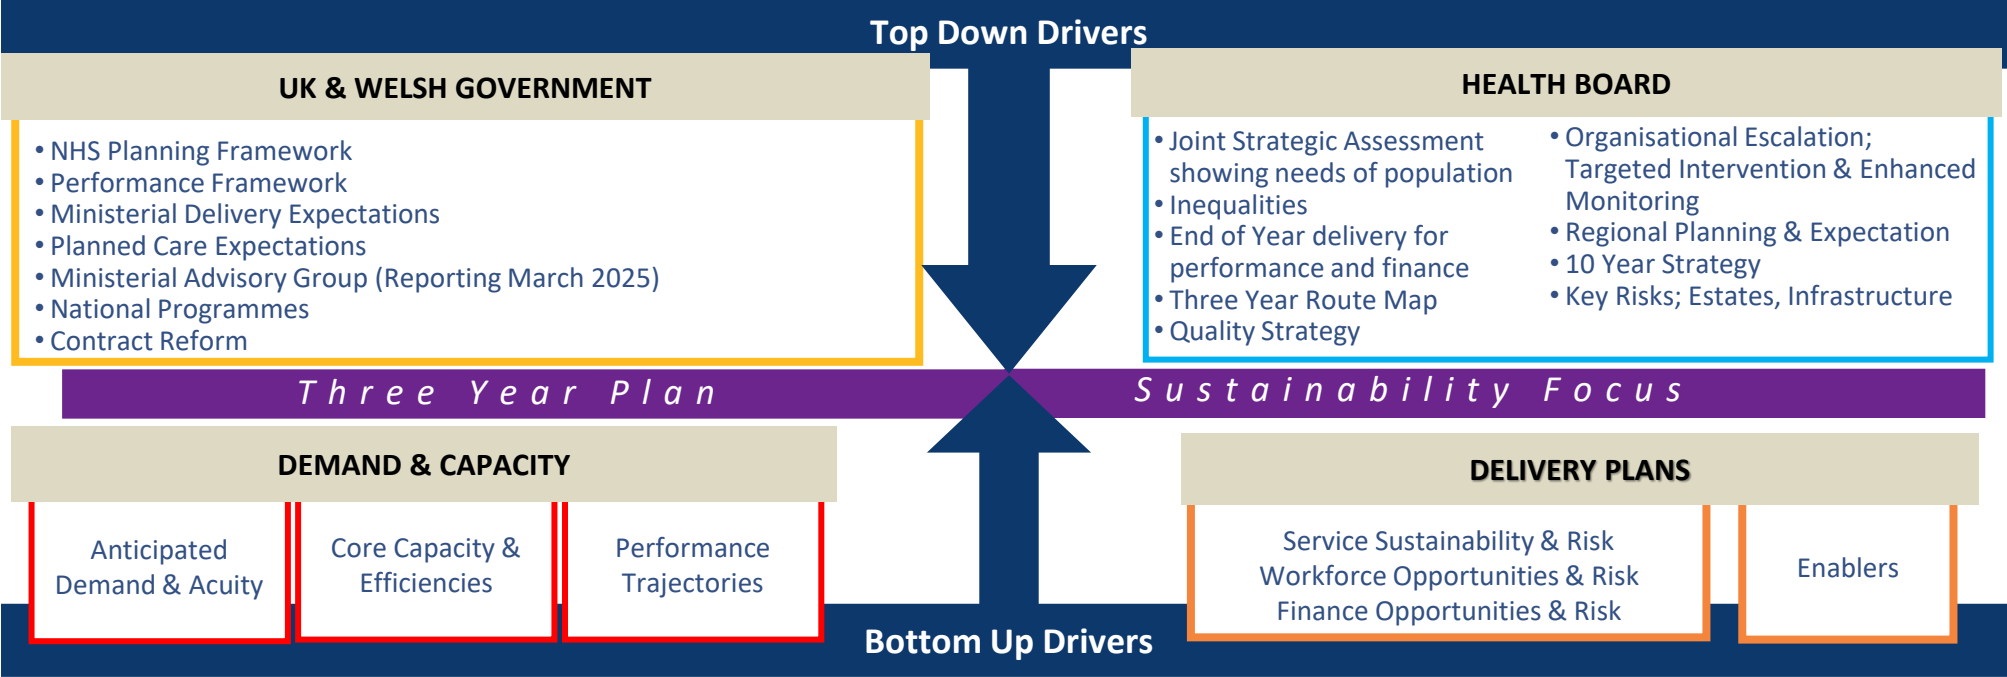 Top Down Drivers
UK & WELSH GOVERNMENT
• NHS Planning Framework
• Performance Framework
• Ministerial Delivery Expectations
• Planned Care Expectations
• Ministerial Advisory Group (Reporting March 2025)
• National Programmes
• Contract Reform
HEALTH BOARD
• Joint Strategic Assessment
showing needs of population
• Inequalities
• End of Year delivery for
performance and finance
• Three Year Route Map
• Quality Strategy
• Organisational Escalation;
Targeted Intervention & Enhanced
Monitoring
• Regional Planning & Expectation
• 10 Year Strategy
• Key Risks; Estates, Infrastructure
Three Year Plan
Sustainability Focus
DEMAND & CAPACITY
Anticipated
Demand & Acuity
Core Capacity &
Efficiencies
Performance
Trajectories
DELIVERY PLANS
Service Sustainability & Risk
Workforce Opportunities & Risk
Finance Opportunities & Risk
Enablers
Bottom Up Drivers